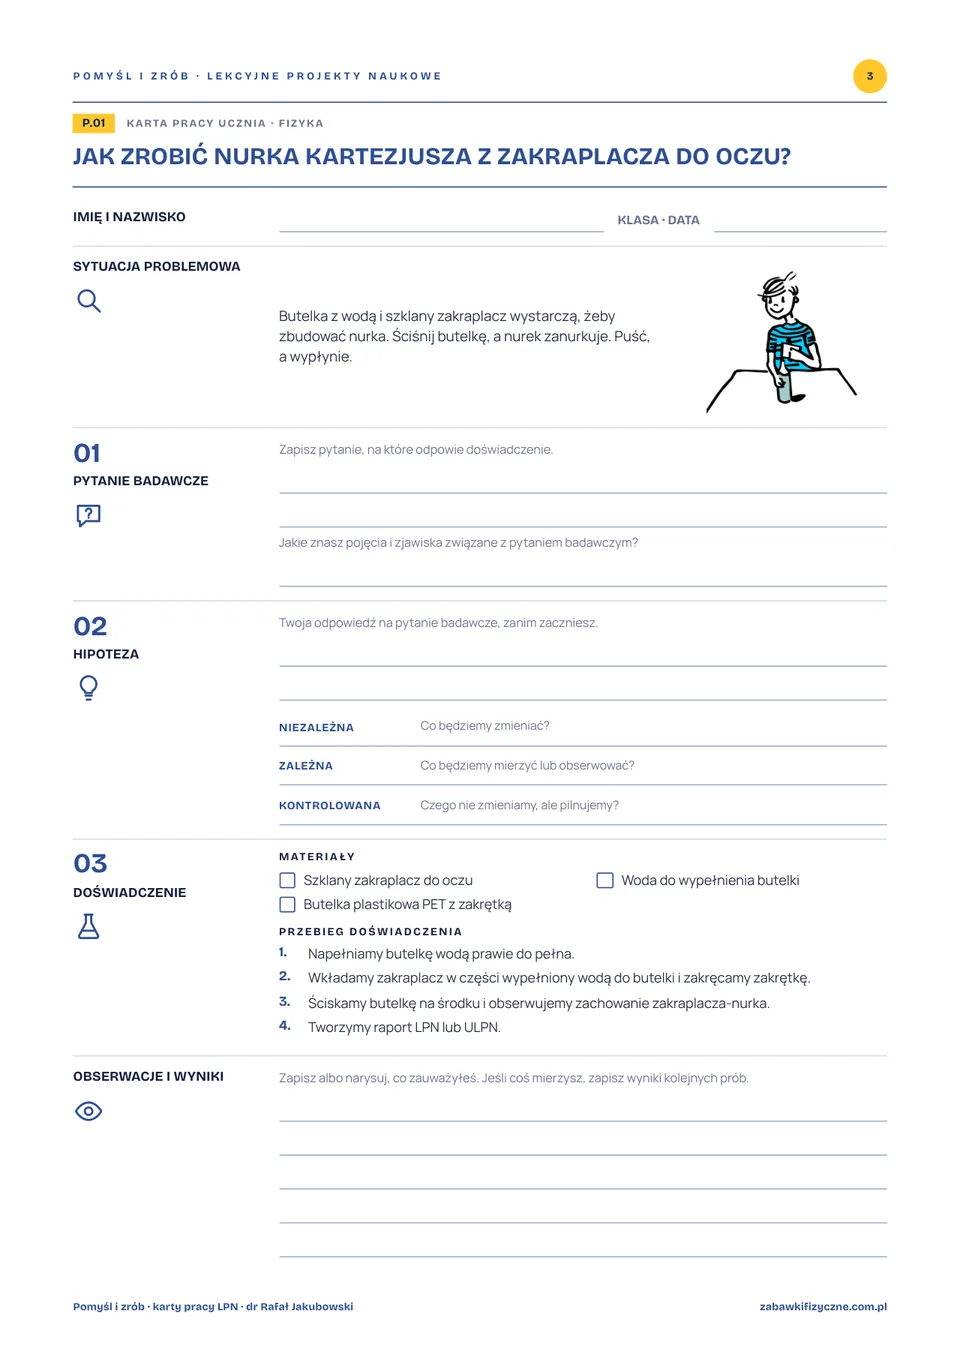 POMYŚL I ZRÓB · LEKCYJNE PROJEKTY NAUKOWE
3
P.01 KARTA PRACY UCZNIA · FIZYKA
JAK ZROBIĆ NURKA KARTEZJUSZA Z ZAKRAPLACZA DO OCZU?
IMIĘ I NAZWISKO
KLASA · DATA
SYTUACJA PROBLEMOWA
Butelka z wodą i szklany zakraplacz wystarczą, żeby
zbudować nurka. Ściśnij butelkę, a nurek zanurkuje. Puść,
a wypłynie.
01
PYTANIE BADAWCZE
Zapisz pytanie, na które odpowie doświadczenie.
Jakie znasz pojęcia i zjawiska związane z pytaniem badawczym?
02
HIPOTEZA
Twoja odpowiedź na pytanie badawcze, zanim zaczniesz.
NIEZALEŻNA Co będziemy zmieniać?
ZALEŻNA Co będziemy mierzyć lub obserwować?
KONTROLOWANA Czego nie zmieniamy, ale pilnujemy?
03
DOŚWIADCZENIE
MATERIAŁY
Szklany zakraplacz do oczu
Woda do wypełnienia butelki
Butelka plastikowa PET z zakrętką
PRZEBIEG DOŚWIADCZENIA
1. Napełniamy butelkę wodą prawie do pełna.
2. Wkładamy zakraplacz w części wypełniony wodą do butelki i zakręcamy zakrętkę.
3. Ściskamy butelkę na środku i obserwujemy zachowanie zakraplacza-nurka.
4. Tworzymy raport LPN lub ULPN.
OBSERWACJE I WYNIKI
Zapisz albo narysuj, co zauważyłeś. Jeśli coś mierzysz, zapisz wyniki kolejnych prób.
Pomyśl i zrób · karty pracy LPN · dr Rafał Jakubowski
zabawkifizyczne.com.pl